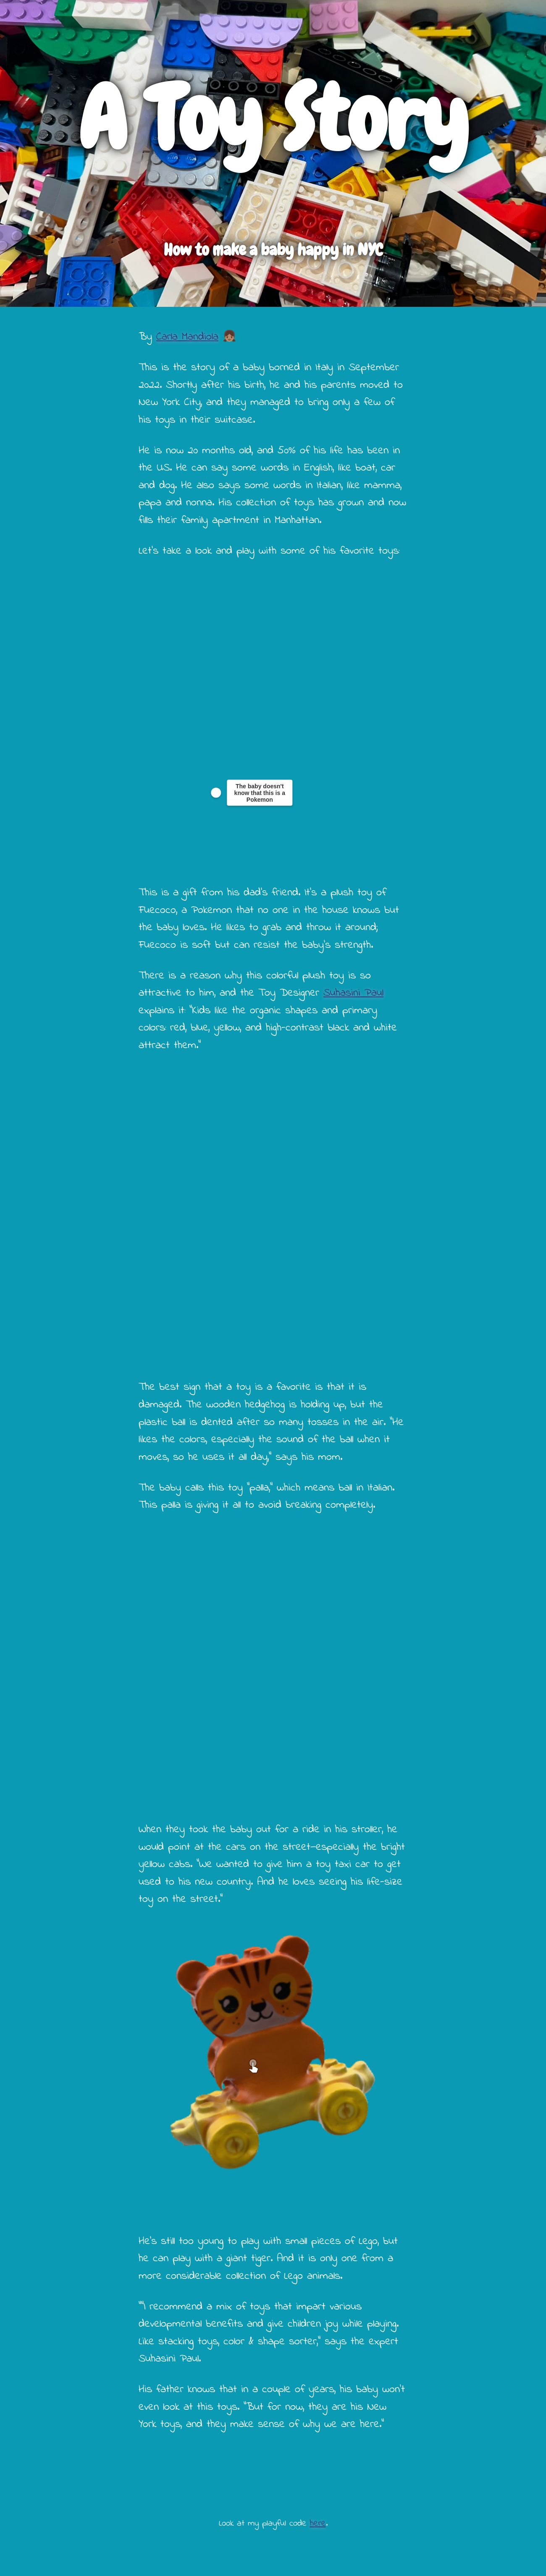 A Toy Story
How to make a baby happy in NYC
By Carla Mandiola 👧🏽
This is the story of a baby borned in Italy in September
2022. Shortly after his birth, he and his parents moved to
New York City, and they managed to bring only a few of
his toys in their suitcase.
He is now 20 months old, and 50% of his life has been in
the US. He can say some words in English, like boat, car
and dog. He also says some words in Italian, like mamma,
papa and nonna. His collection of toys has grown and now
fills their family apartment in Manhattan.
Let's take a look and play with some of his favorite toys:
The baby doesn't
know that this is a
Pokemon
This is a gift from his dad's friend. It's a plush toy of
Fuecoco, a Pokemon that no one in the house knows but
the baby loves. He likes to grab and throw it around;
Fuecoco is soft but can resist the baby's strength.
There is a reason why this colorful plush toy is so
attractive to him, and the Toy Designer Suhasini Paul
explains it: "Kids like the organic shapes and primary
colors: red, blue, yellow, and high-contrast black and white
attract them."
The best sign that a toy is a favorite is that it is
damaged. The wooden hedgehog is holding up, but the
plastic ball is dented after so many tosses in the air. "He
likes the colors, especially the sound of the ball when it
moves, so he uses it all day," says his mom.
The baby calls this toy "palla," which means ball in Italian.
This palla is giving it all to avoid breaking completely.
When they took the baby out for a ride in his stroller, he
would point at the cars on the street—especially the bright
yellow cabs. "We wanted to give him a toy taxi car to get
used to his new country. And he loves seeing his life-size
toy on the street."
He's still too young to play with small pieces of Lego, but
he can play with a giant tiger. And it is only one from a
more considerable collection of Lego animals.
""I recommend a mix of toys that impart various
developmental benefits and give children joy while playing.
Like stacking toys, color & shape sorter," says the expert
Suhasini Paul.
His father knows that in a couple of years, his baby won't
even look at this toys. "But for now, they are his New
York toys, and they make sense of why we are here."
Look at my playful code here.